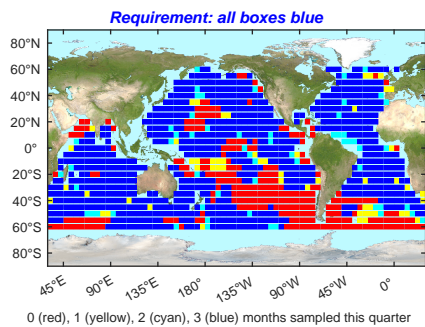 Requirement: all boxes blue
80°N
60°N
40°N
20°N
0°
20°S
40°S
60°S
80°S
45°E
90°E
135°E
180°
135°W
90°W
45°W
0°
0 (red), 1 (yellow), 2 (cyan), 3 (blue) months sampled this quarter